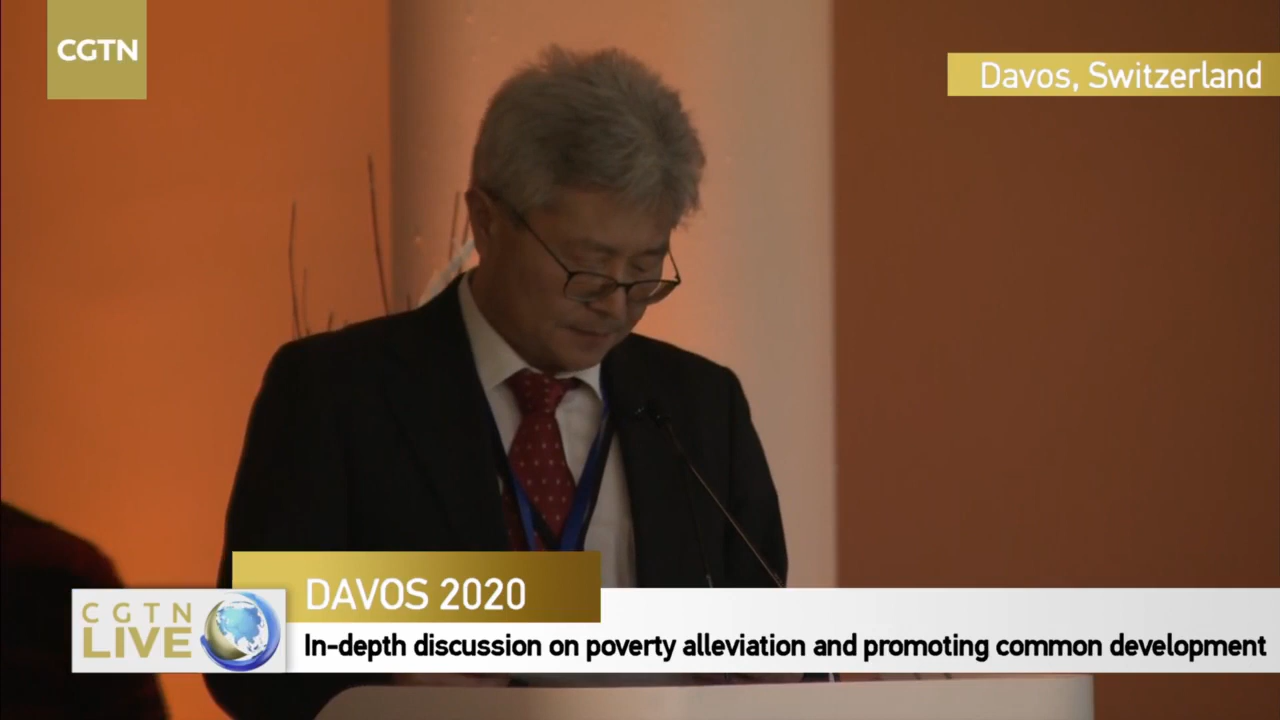 CGTN
Davos, Switzerland
DAVOS 2020
CGTN
LIVE
In-depth discussion on poverty alleviation and promoting common development